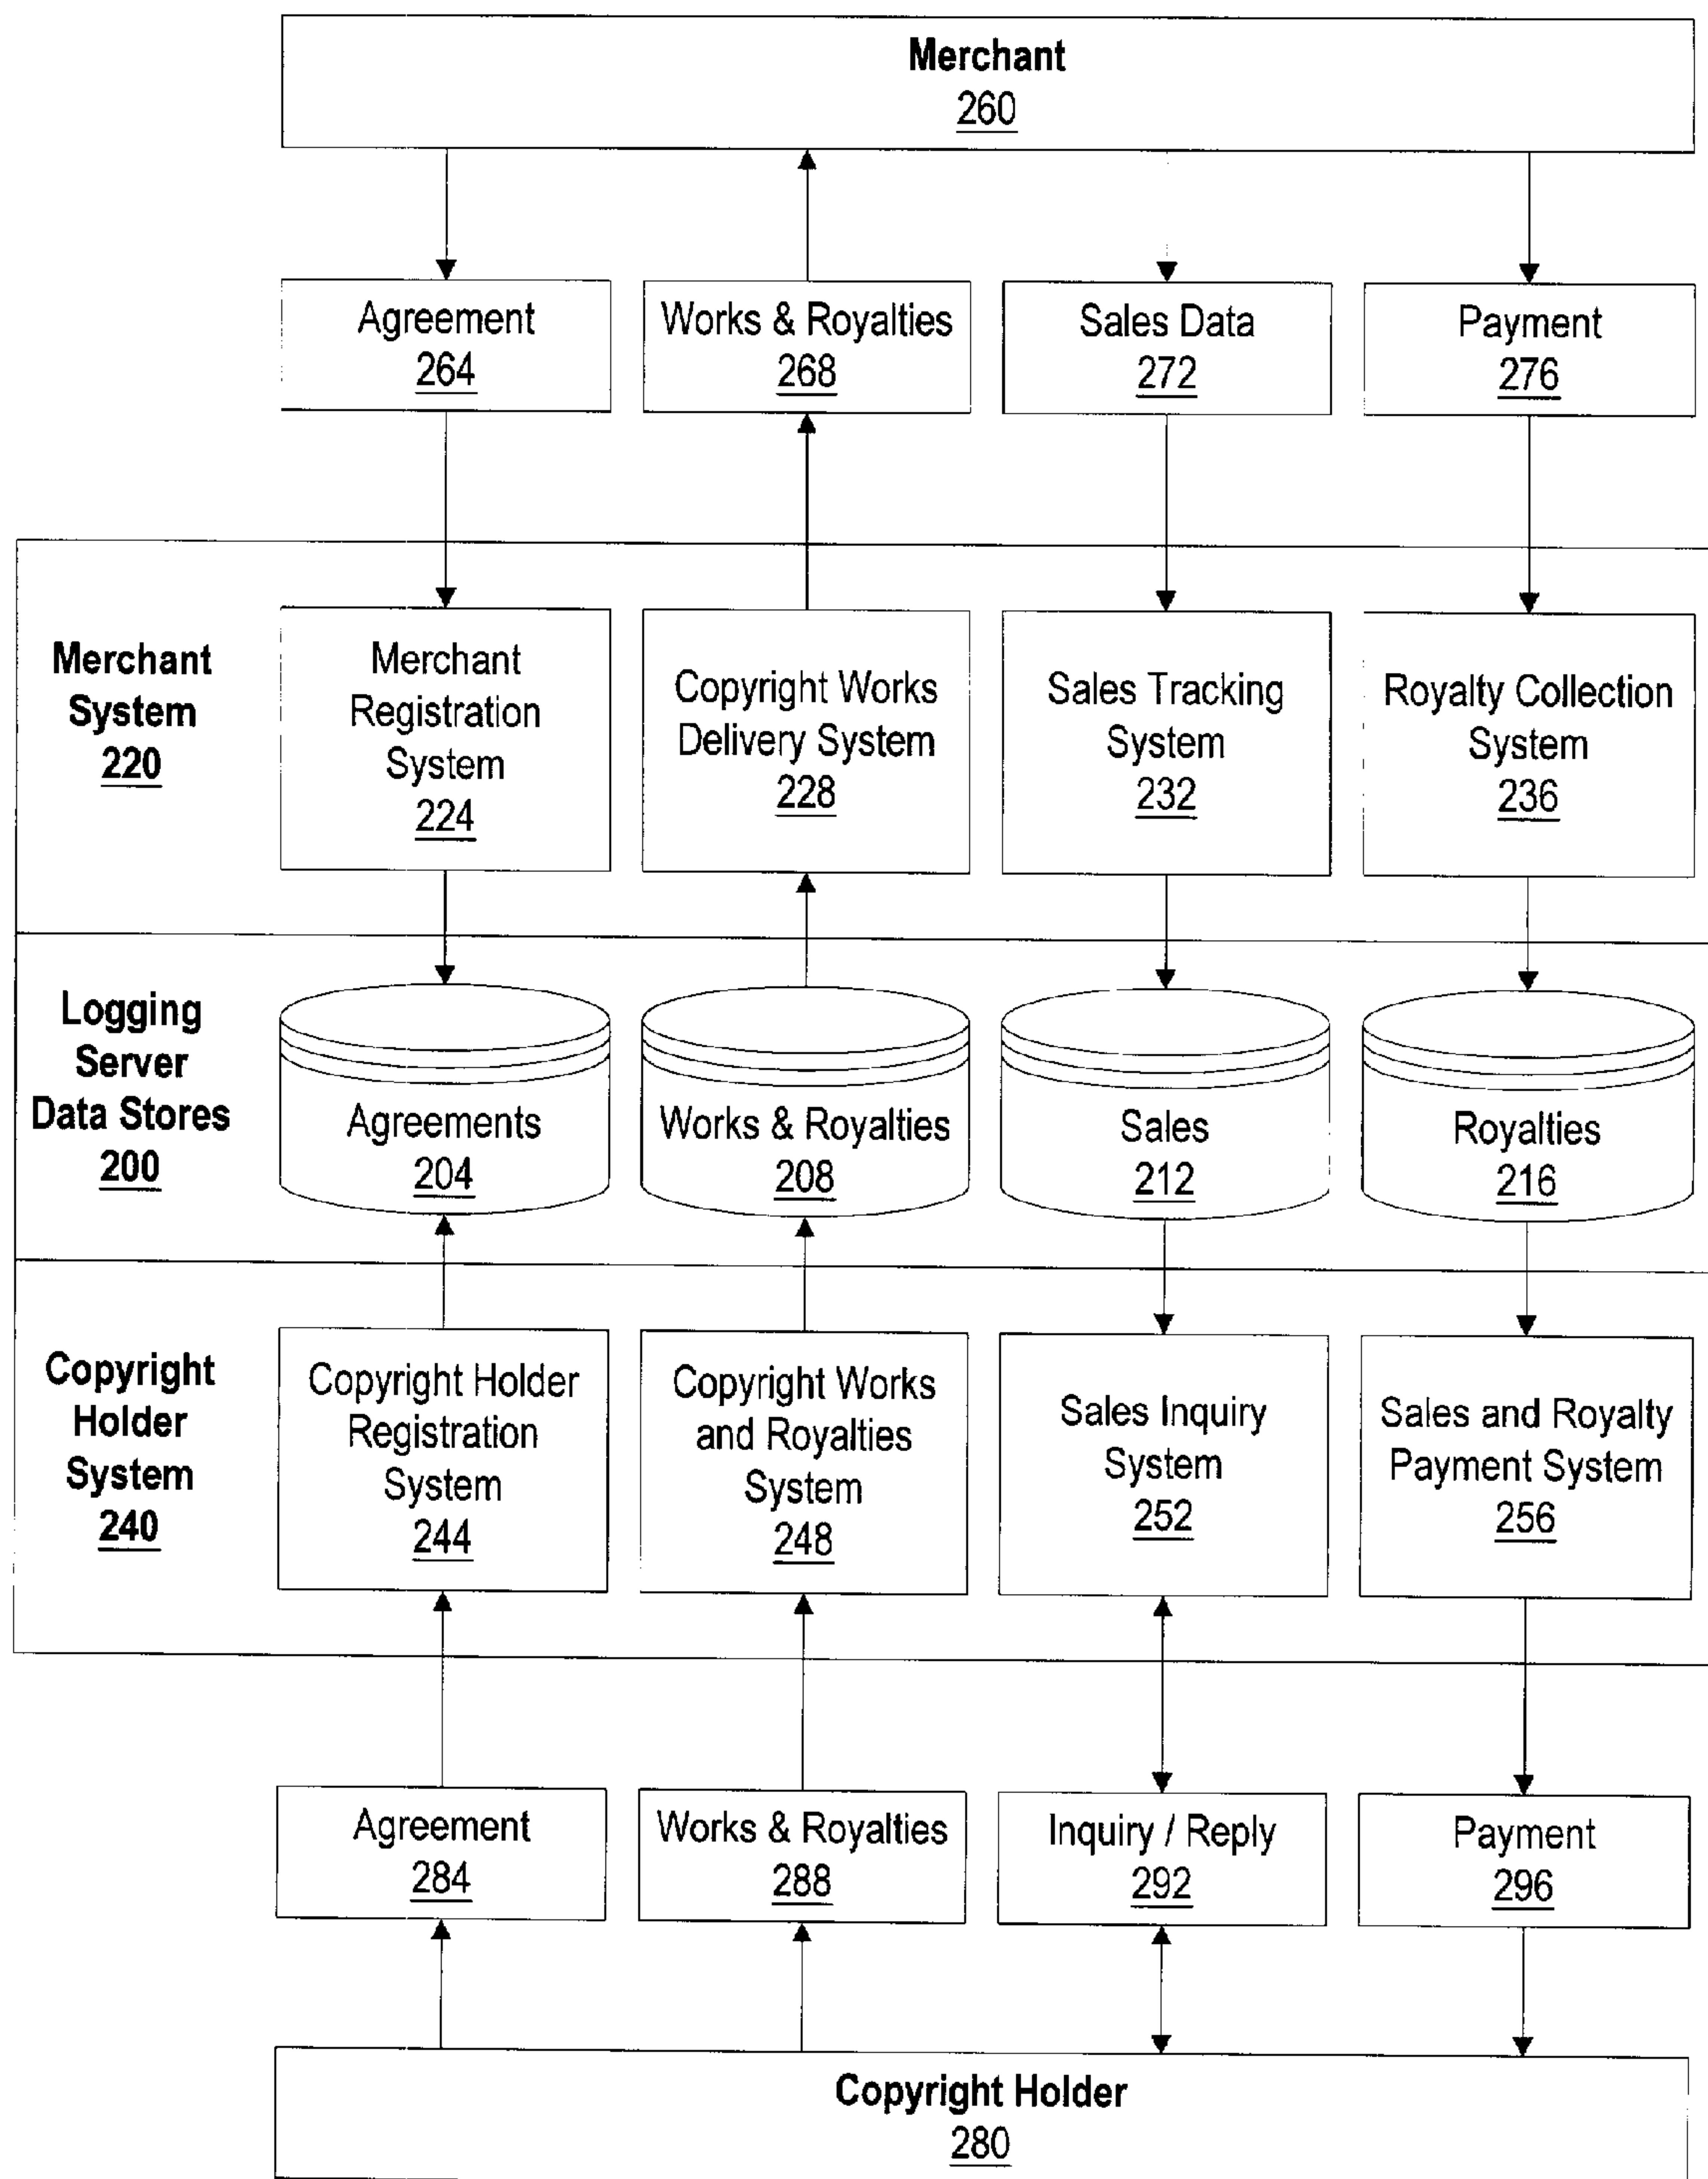 Merchant
260
Agreement
264
Works & Royalties
268
Sales Data
272
Payment
276
Merchant
System
220
Merchant
Registration
System
224
Copyright Works
Delivery System
228
Sales Tracking
System
232
Royalty Collection
System
236
Logging
Server
Data Stores
200
Agreements
204
Works & Royalties
208
Sales
212
Royalties
216
Copyright
Holder
System
240
Copyright Holder
Registration
System
244
Copyright Works
and Royalties
System
248
Sales Inquiry
System
252
Sales and Royalty
Payment System
256
Agreement
284
Works & Royalties
288
Inquiry / Reply
292
Payment
296
Copyright Holder
280